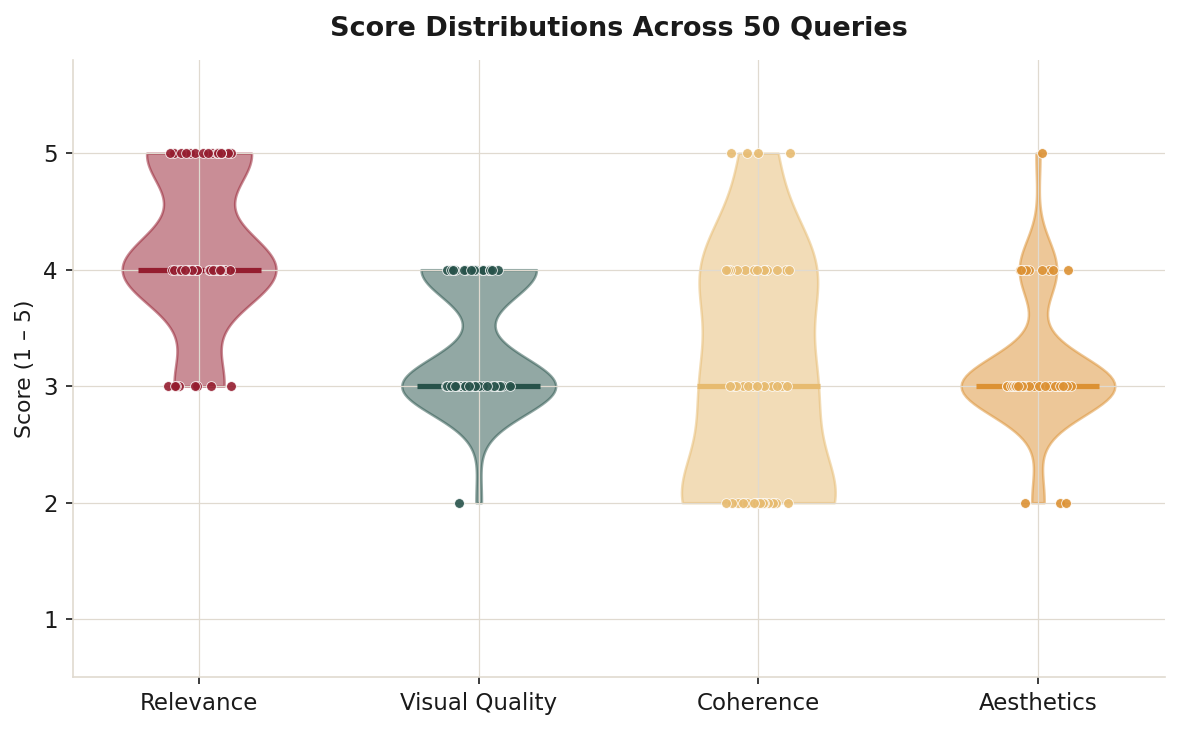 Score Distributions Across 50 Queries
Score (1 – 5)
5
4
3
2
1
Relevance
Visual Quality
Coherence
Aesthetics